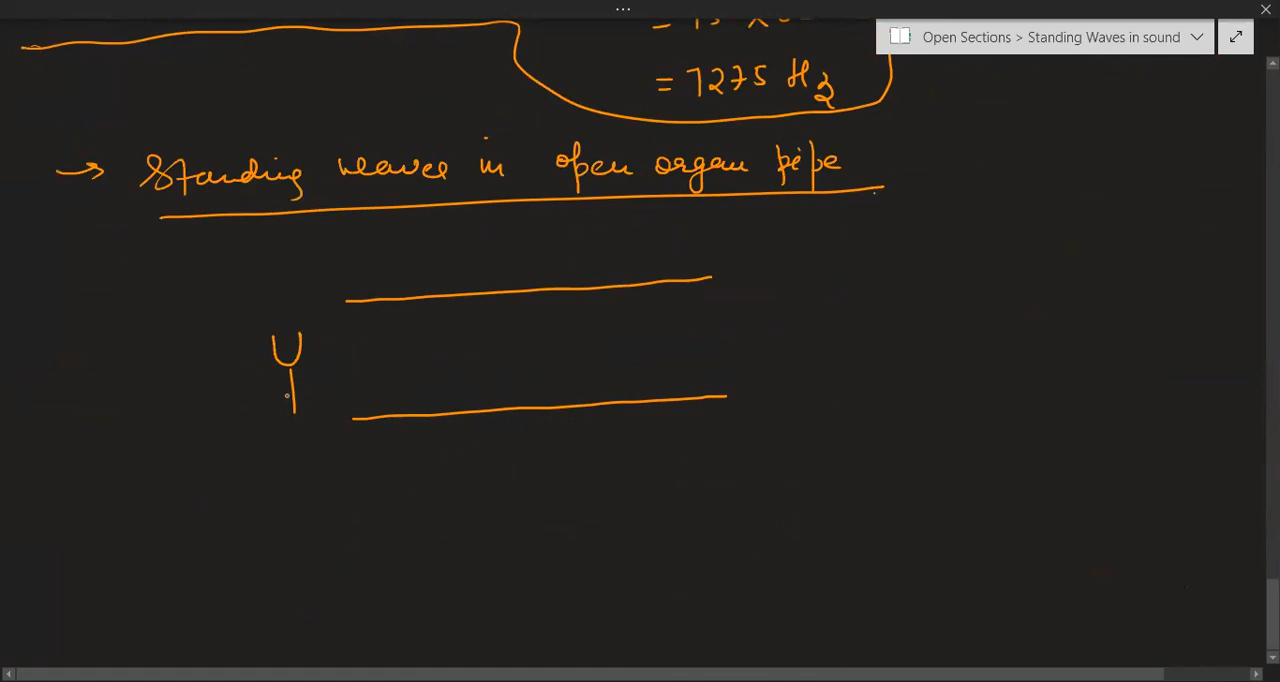 ...
Open Sections > Standing Waves in sound
= 7275 Hz
→ Standing waves in open organ pipe